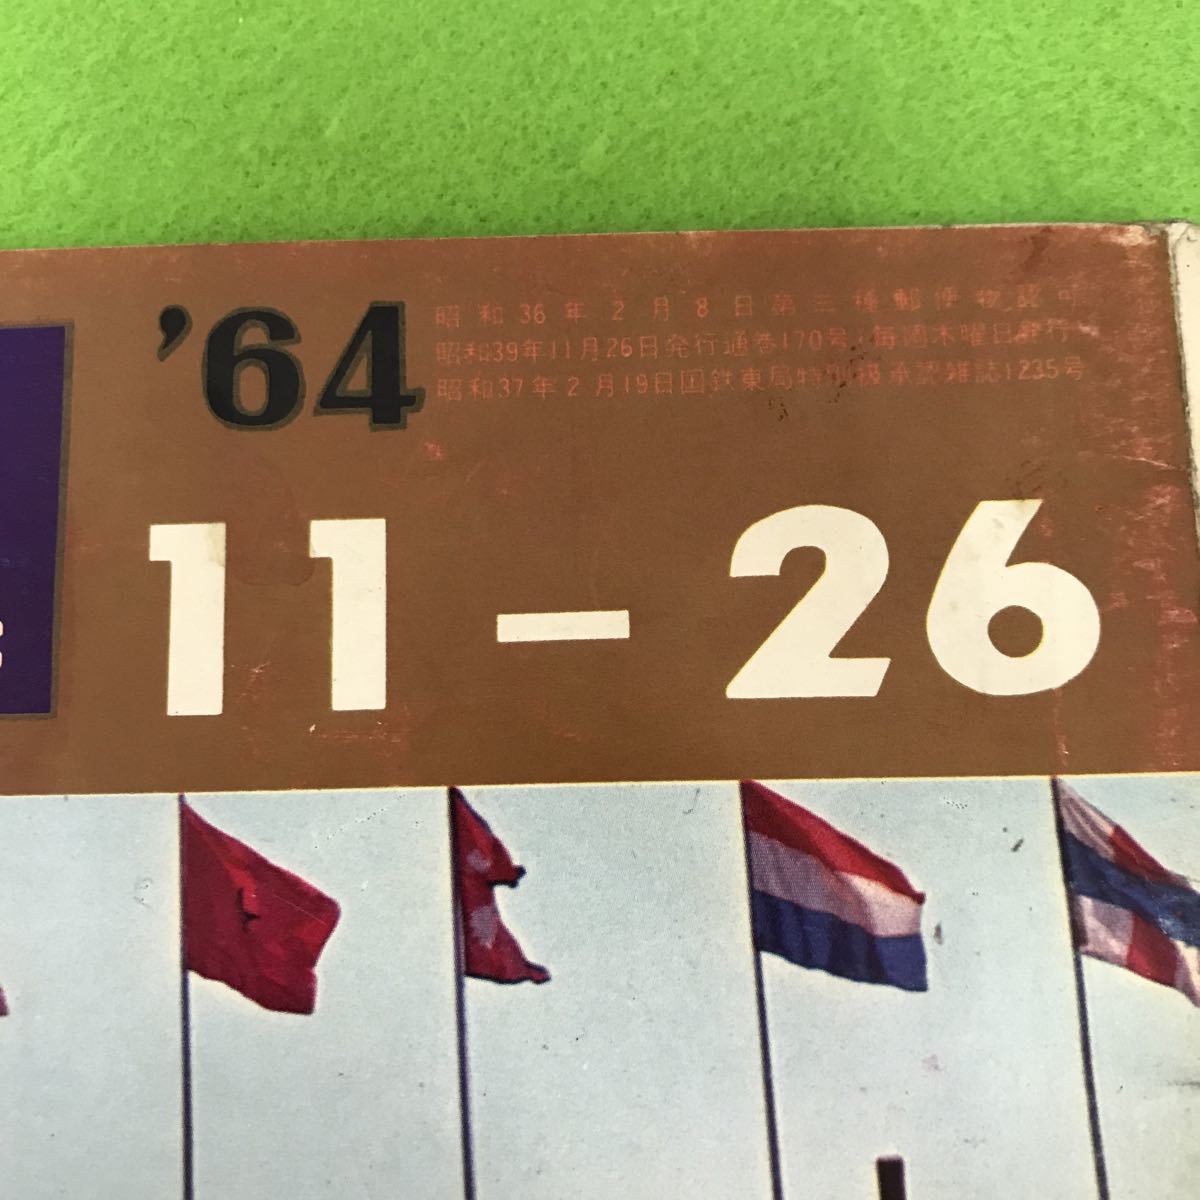 '64
昭和36年2月8日第三種郵便物認可
昭和39年11月26日発行通巻170号(毎週木曜日発行)
昭和37年2月19日国鉄東局特別扱承認雑誌1235号
11-26